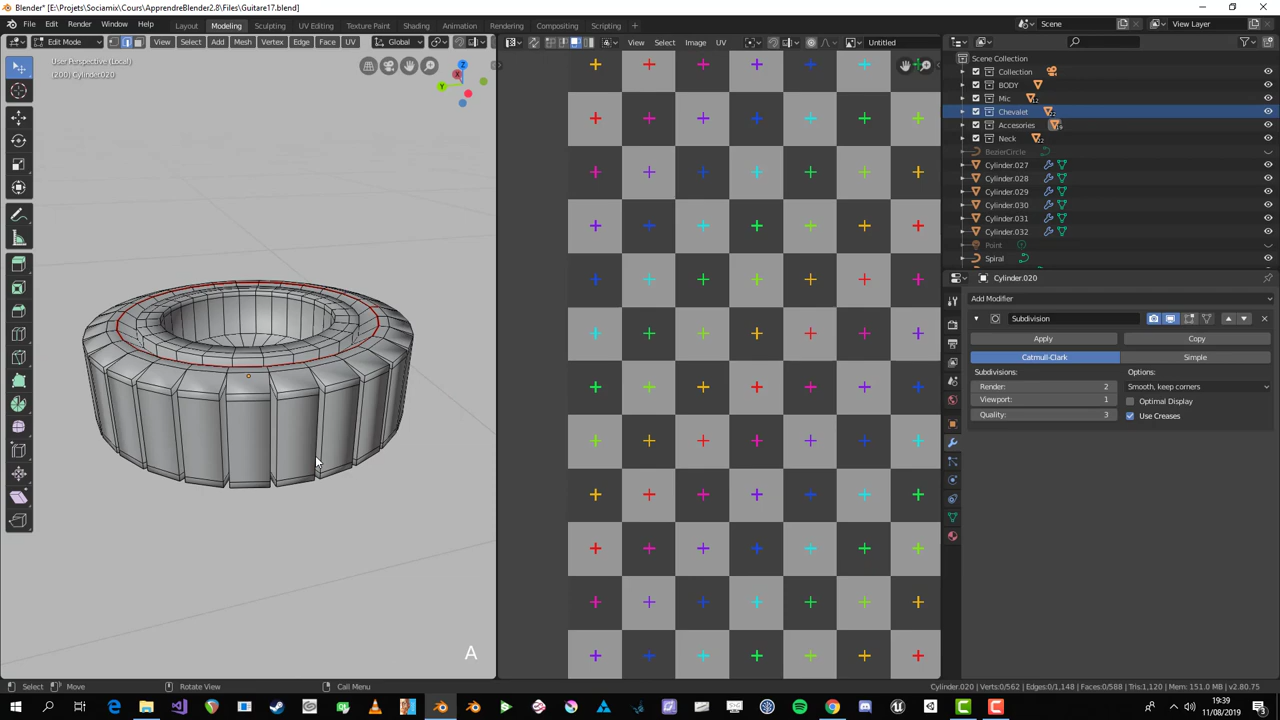 Blender* [E:\Projets\Sociamix\Cours\ApprendreBlender2.8\Files\Guitare17.blend]
File Edit Render Window Help Layout Modeling Sculpting UV Editing Texture Paint Shading Animation Rendering Compositing Scripting + Scene View Layer
Edit Mode View Select Add Mesh Vertex Edge Face UV Global View Select Image UV Untitled
User Perspective (Local)
(200) Cylinder.020
Z
X
Y
Scene Collection
Collection
BODY
Mic 12
Chevalet 22
Accesories 19
Neck 22
BezierCircle
Cylinder.027
Cylinder.028
Cylinder.029
Cylinder.030
Cylinder.031
Cylinder.032
Point
Spiral
Cylinder.020
Add Modifier
Subdivision
Apply Copy
Catmull-Clark Simple
Subdivisions: Options:
Render: 2 Smooth, keep corners
Viewport: 1 Optimal Display
Quality: 3 Use Creases
A
Select Move Rotate View Call Menu Cylinder.020 | Verts:0/562 | Edges:0/1,148 | Faces:0/588 | Tris:1,120 | Mem: 151.0 MB | v2.80.75
19:39
11/08/2019